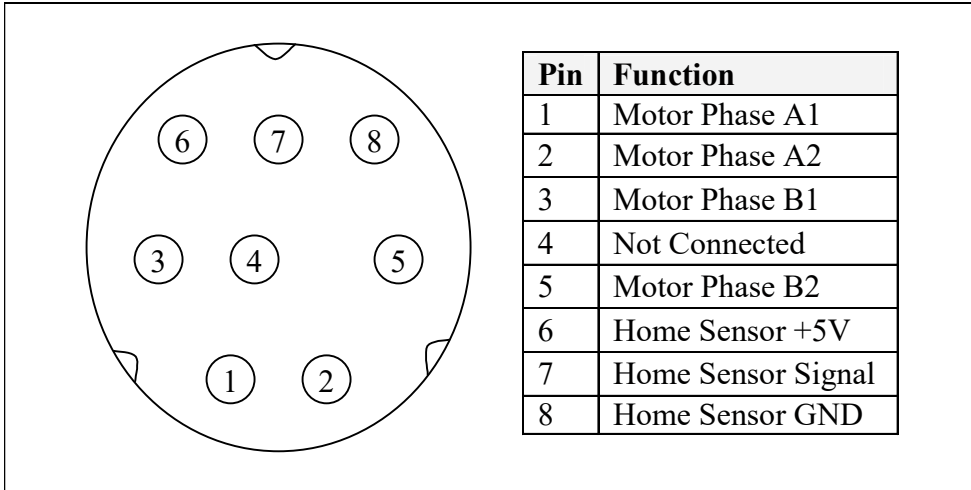 6 7 8
3 4 5
1 2
Pin Function
1 Motor Phase A1
2 Motor Phase A2
3 Motor Phase B1
4 Not Connected
5 Motor Phase B2
6 Home Sensor +5V
7 Home Sensor Signal
8 Home Sensor GND